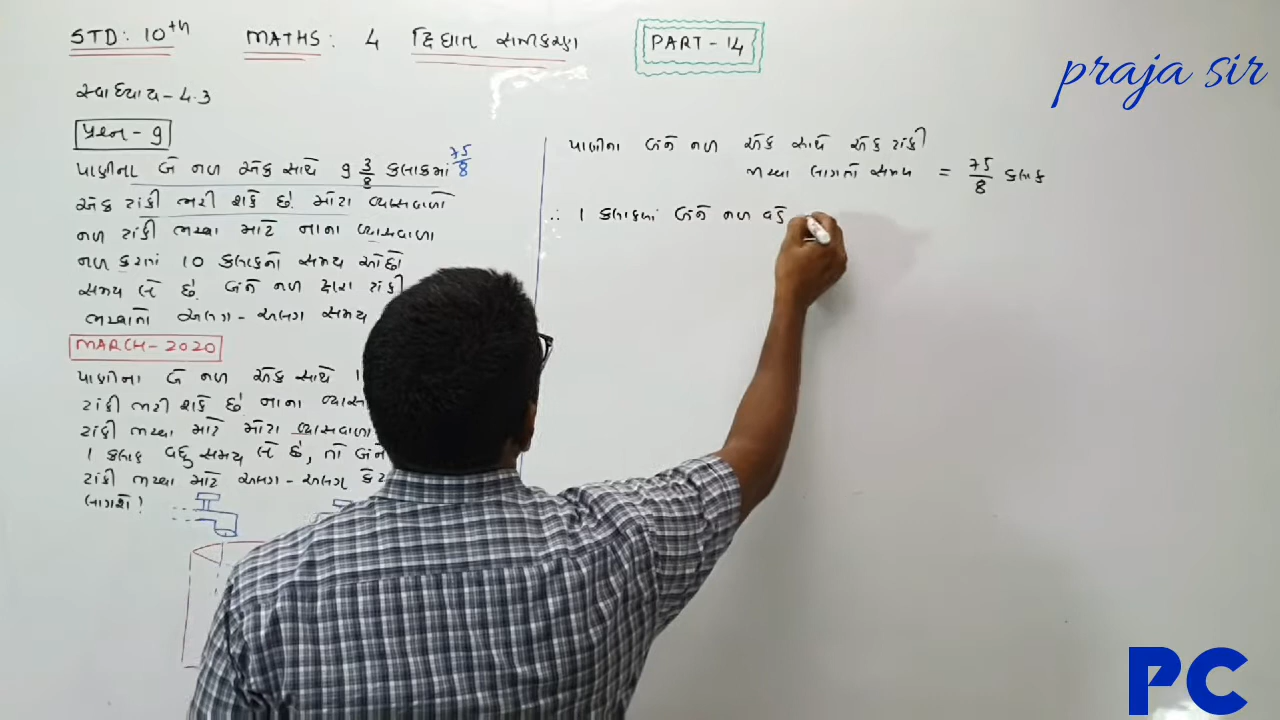 STD: 10th MATHS: 4 દ્વિઘાત સમીકરણ PART-14
praja sir
સ્વાધ્યાય-4.3
પ્રશ્ન-9
પાણીના બે નળ એક સાથે 9 3/8 કલાકમાં 75/8
એક ટાંકી ભરી શકે છે. મોટા વ્યાસવાળો
નળ ટાંકી ભરવા માટે નાના વ્યાસવાળા
નળ કરતાં 10 કલાકનો સમય ઓછો
સમય લે છે. બંને નળ દ્વારા ટાંકી
ભરવાનો અલગ-અલગ સમય
MARCH-2020
પાણીના બે નળ એક સાથે
ટાંકી ભરી શકે છે. નાના
ટાંકી ભરવા માટે મોટા વ્યાસવાળા
1 કલાક વધુ સમય લે છે, તો બંને
ટાંકી ભરવા માટે અલગ-અલગ
લાગશે?
પાણીના બંને નળ એક સાથે એક ટાંકી
ભરવા લાગતો સમય = 75/8 કલાક
∴ 1 કલાકમાં બંને નળ વડે
PC